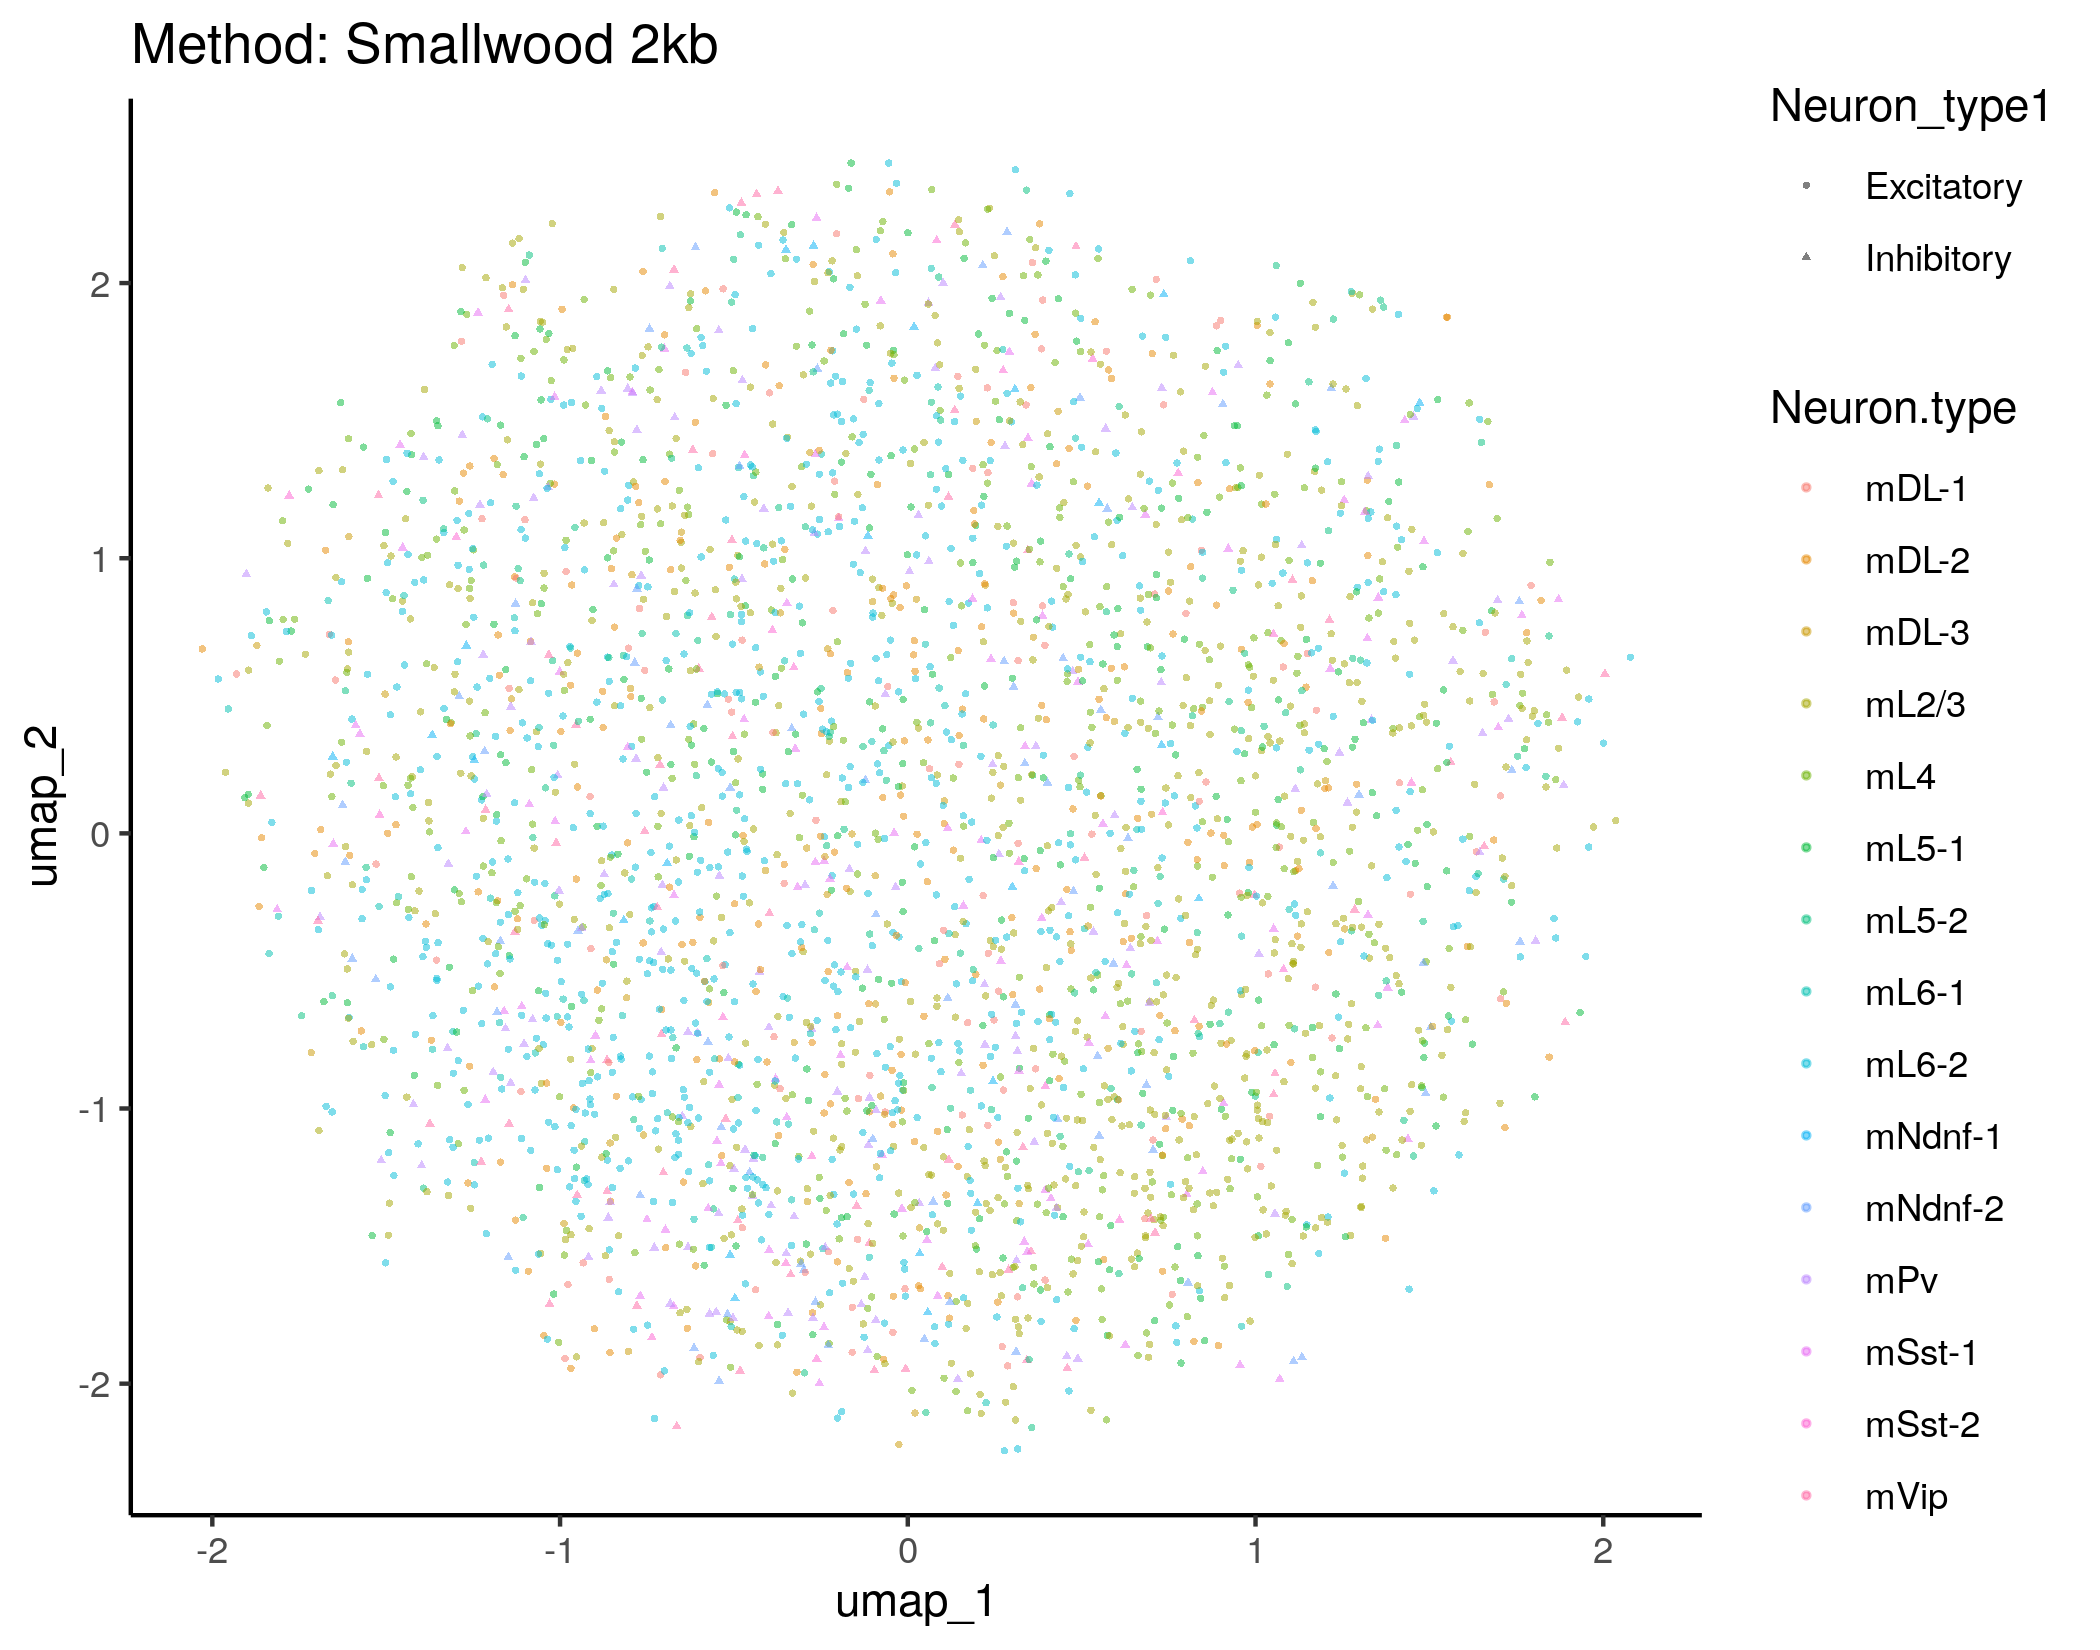 Method: Smallwood 2kb
umap_2
2
1
0
-1
-2
-2
-1
0
1
2
umap_1
Neuron_type1
Excitatory
Inhibitory
Neuron.type
mDL-1
mDL-2
mDL-3
mL2/3
mL4
mL5-1
mL5-2
mL6-1
mL6-2
mNdnf-1
mNdnf-2
mPv
mSst-1
mSst-2
mVip